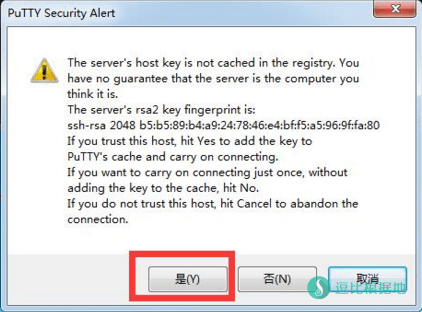 PuTTY Security Alert
The server's host key is not cached in the registry. You
have no guarantee that the server is the computer you
think it is.
The server's rsa2 key fingerprint is:
ssh-rsa 2048 b5:b5:89:b4:a9:24:78:46:e4:bf:f5:a5:96:9f:fa:80
If you trust this host, hit Yes to add the key to
PuTTY's cache and carry on connecting.
If you want to carry on connecting just once, without
adding the key to the cache, hit No.
If you do not trust this host, hit Cancel to abandon the
connection.
是(Y)
否(N)
取消
逗比根据地